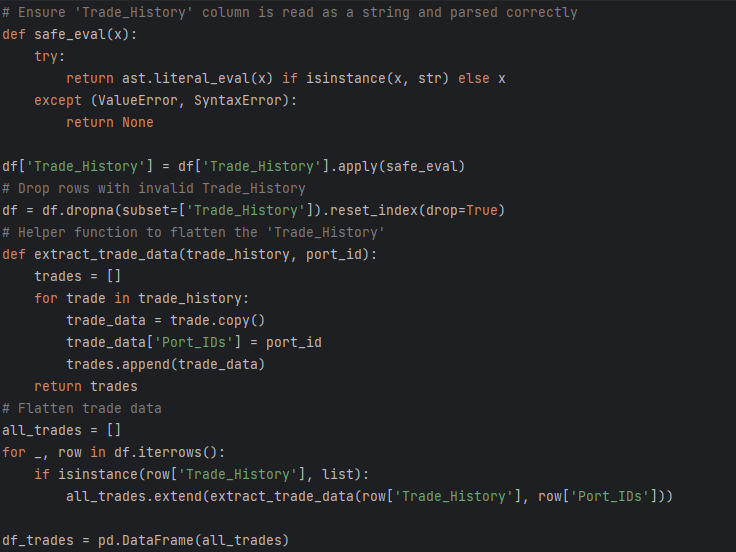 # Ensure 'Trade_History' column is read as a string and parsed correctly
def safe_eval(x):
    try:
        return ast.literal_eval(x) if isinstance(x, str) else x
    except (ValueError, SyntaxError):
        return None

df['Trade_History'] = df['Trade_History'].apply(safe_eval)
# Drop rows with invalid Trade_History
df = df.dropna(subset=['Trade_History']).reset_index(drop=True)
# Helper function to flatten the 'Trade_History'
def extract_trade_data(trade_history, port_id):
    trades = []
    for trade in trade_history:
        trade_data = trade.copy()
        trade_data['Port_IDs'] = port_id
        trades.append(trade_data)
    return trades
# Flatten trade data
all_trades = []
for _, row in df.iterrows():
    if isinstance(row['Trade_History'], list):
        all_trades.extend(extract_trade_data(row['Trade_History'], row['Port_IDs']))

df_trades = pd.DataFrame(all_trades)